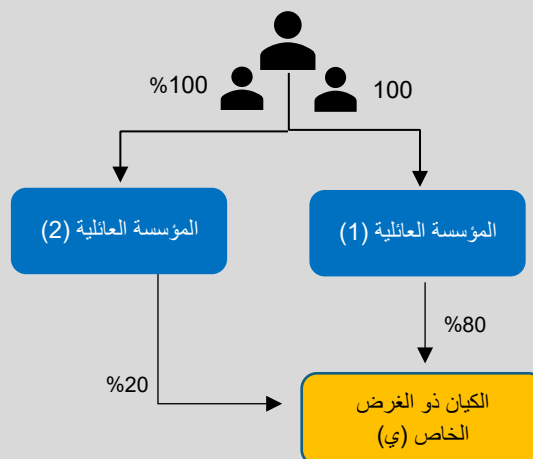 %100
100
المؤسسة العائلية (1)
المؤسسة العائلية (2)
%80
%20
الكيان ذو الغرض
الخاص (ي)